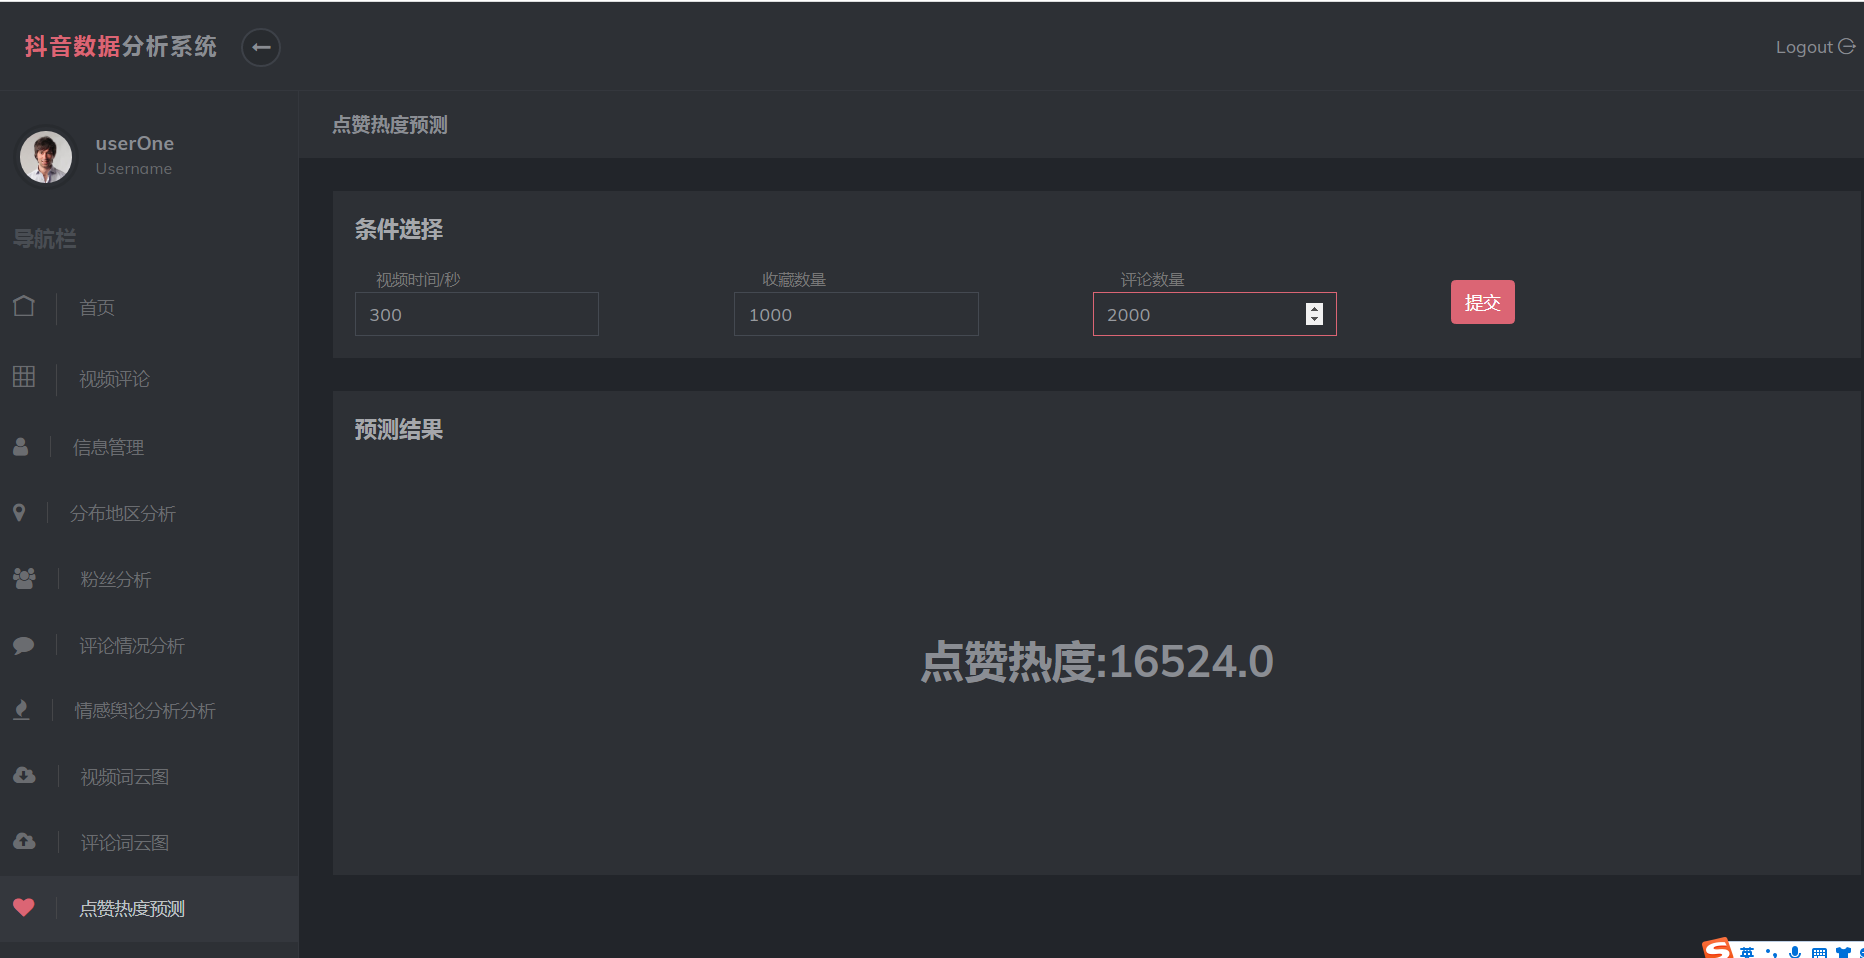 抖音数据分析系统
Logout
userOne
Username
导航栏
首页
视频评论
信息管理
分布地区分析
粉丝分析
评论情况分析
情感舆论分析分析
视频词云图
评论词云图
点赞热度预测
点赞热度预测
条件选择
视频时间/秒
收藏数量
评论数量
300
1000
2000
提交
预测结果
点赞热度:16524.0
英